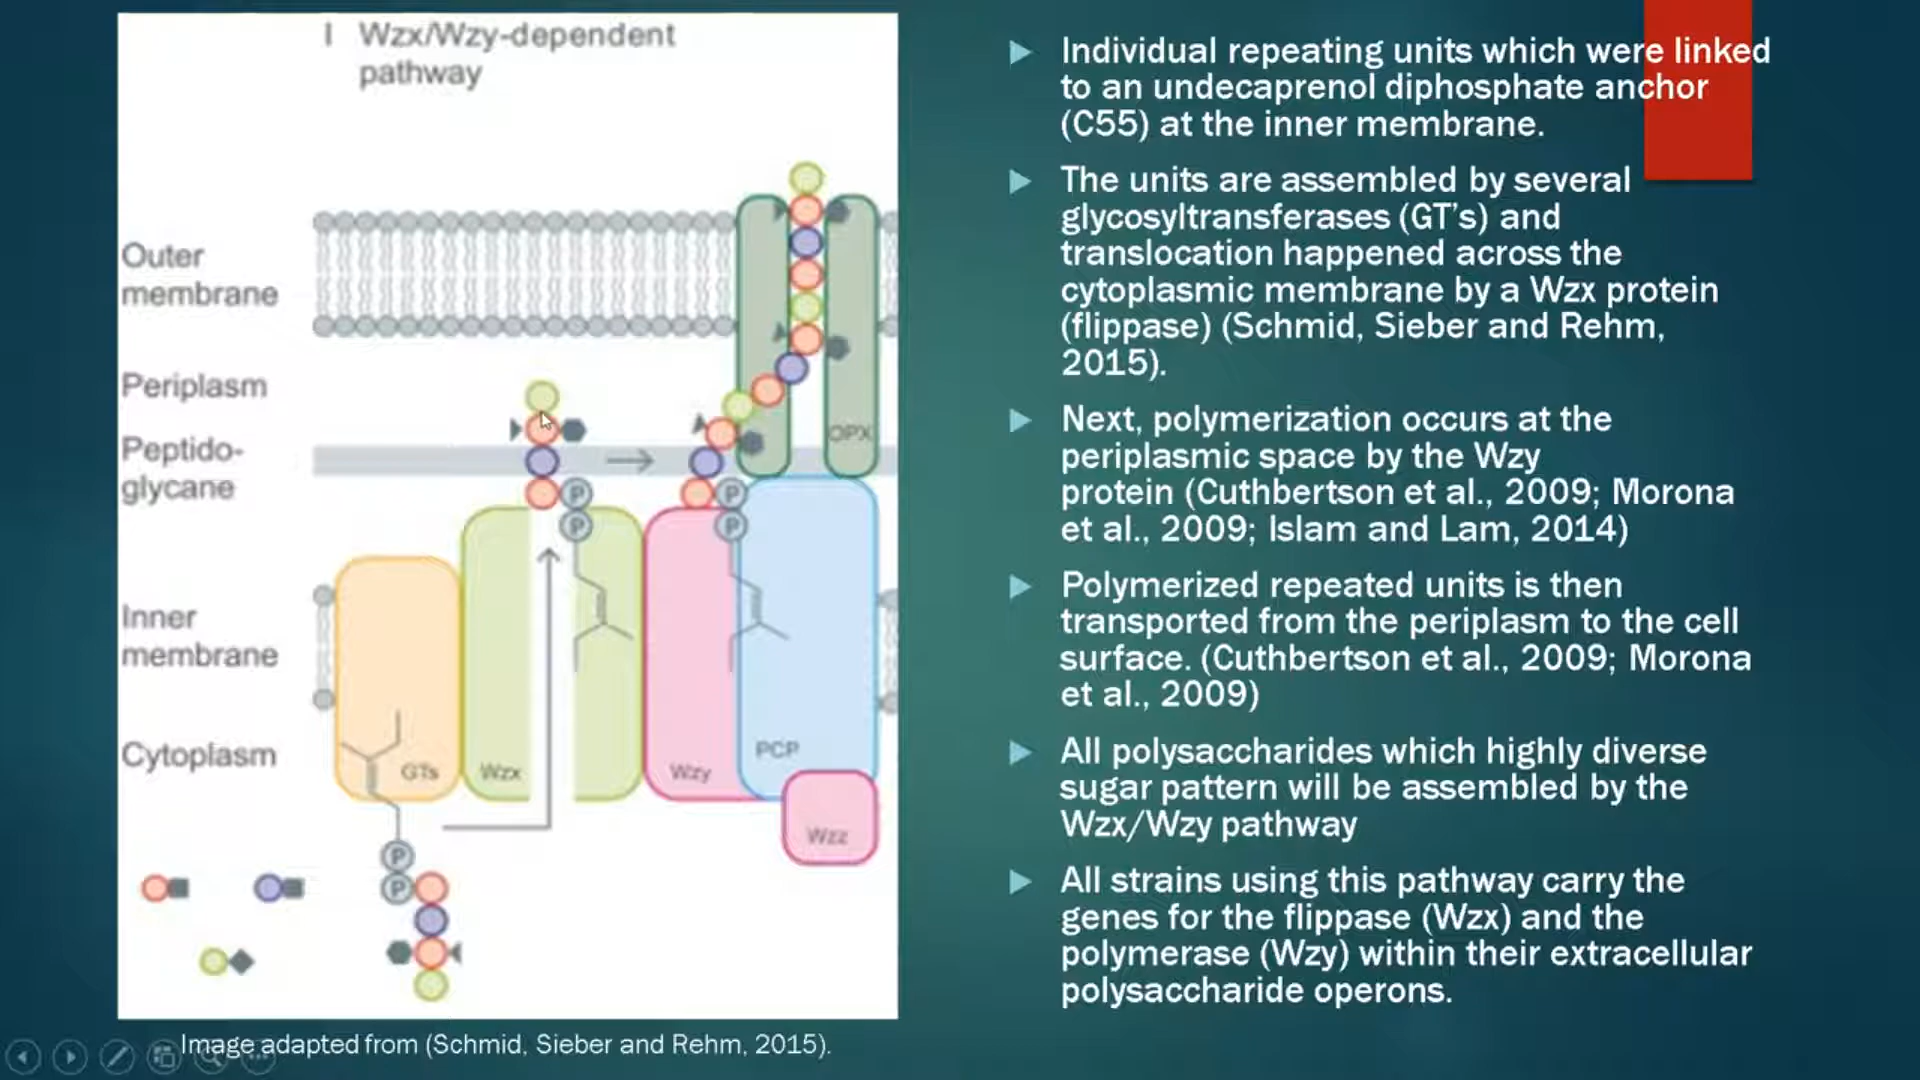 I Wzx/Wzy-dependent
pathway
Outer
membrane
Periplasm
Peptido-
glycane
Inner
membrane
Cytoplasm
OPX
P
P
P
P
GTs
Wzx
Wzy
PCP
Wzz
P
P
Image adapted from (Schmid, Sieber and Rehm, 2015).
Individual repeating units which were linked
to an undecaprenol diphosphate anchor
(C55) at the inner membrane.
The units are assembled by several
glycosyltransferases (GT's) and
translocation happened across the
cytoplasmic membrane by a Wzx protein
(flippase) (Schmid, Sieber and Rehm,
2015).
Next, polymerization occurs at the
periplasmic space by the Wzy
protein (Cuthbertson et al., 2009; Morona
et al., 2009; Islam and Lam, 2014)
Polymerized repeated units is then
transported from the periplasm to the cell
surface. (Cuthbertson et al., 2009; Morona
et al., 2009)
All polysaccharides which highly diverse
sugar pattern will be assembled by the
Wzx/Wzy pathway
All strains using this pathway carry the
genes for the flippase (Wzx) and the
polymerase (Wzy) within their extracellular
polysaccharide operons.